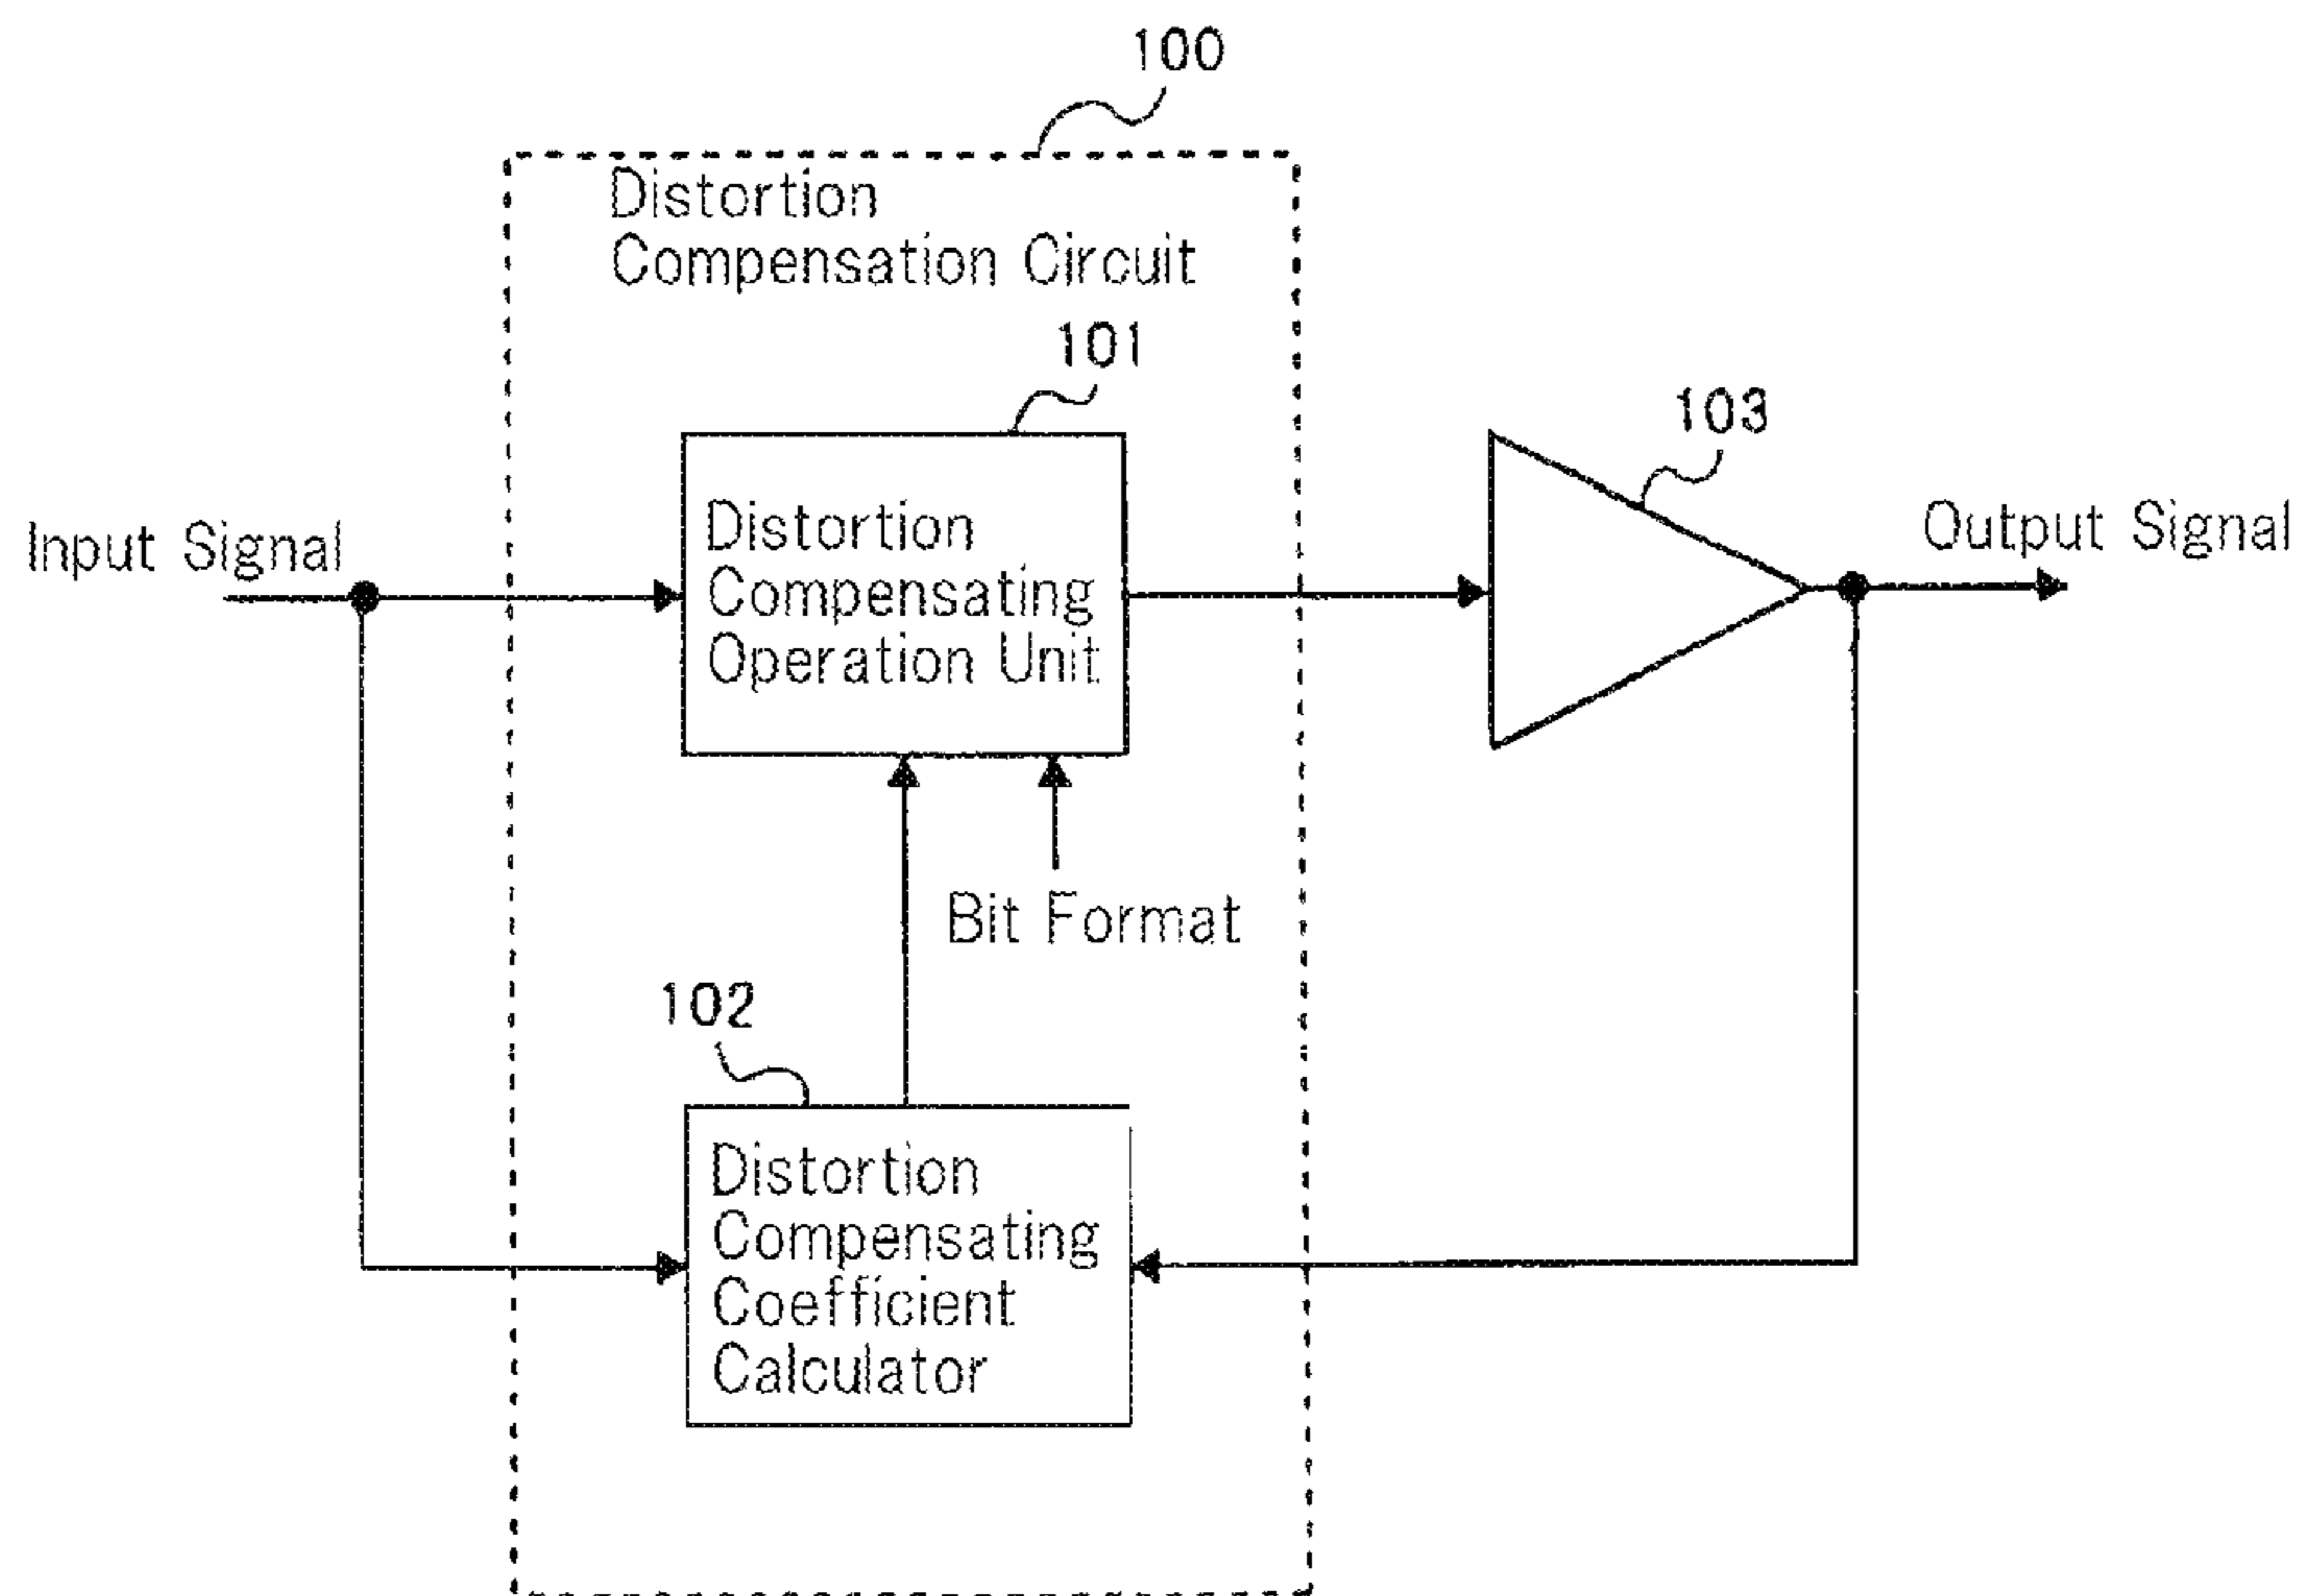 100
Distortion
Compensation Circuit
101
103
Input Signal
Distortion
Compensating
Operation Unit
Output Signal
Bit Format
102
Distortion
Compensating
Coefficient
Calculator